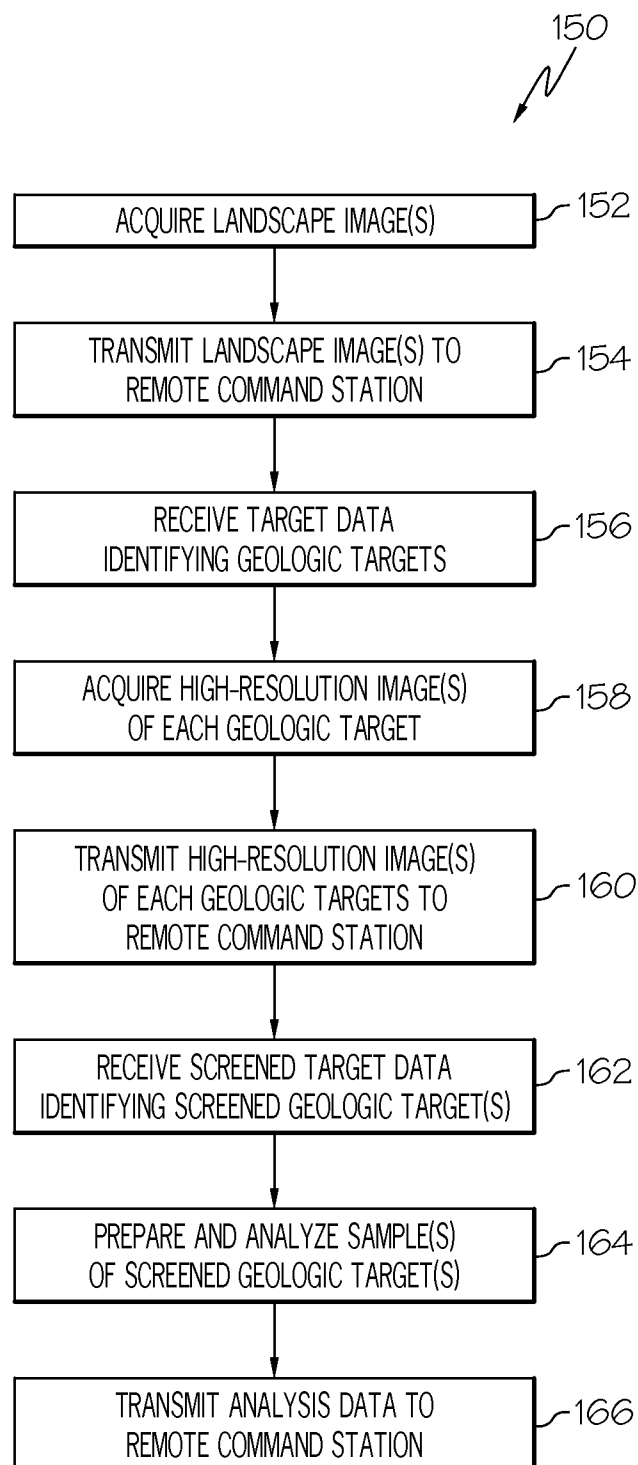 150
ACQUIRE LANDSCAPE IMAGE(S)
152
TRANSMIT LANDSCAPE IMAGE(S) TO
REMOTE COMMAND STATION
154
RECEIVE TARGET DATA
IDENTIFYING GEOLOGIC TARGETS
156
ACQUIRE HIGH-RESOLUTION IMAGE(S)
OF EACH GEOLOGIC TARGET
158
TRANSMIT HIGH-RESOLUTION IMAGE(S)
OF EACH GEOLOGIC TARGETS TO
REMOTE COMMAND STATION
160
RECEIVE SCREENED TARGET DATA
IDENTIFYING SCREENED GEOLOGIC TARGET(S)
162
PREPARE AND ANALYZE SAMPLE(S)
OF SCREENED GEOLOGIC TARGET(S)
164
TRANSMIT ANALYSIS DATA TO
REMOTE COMMAND STATION
166